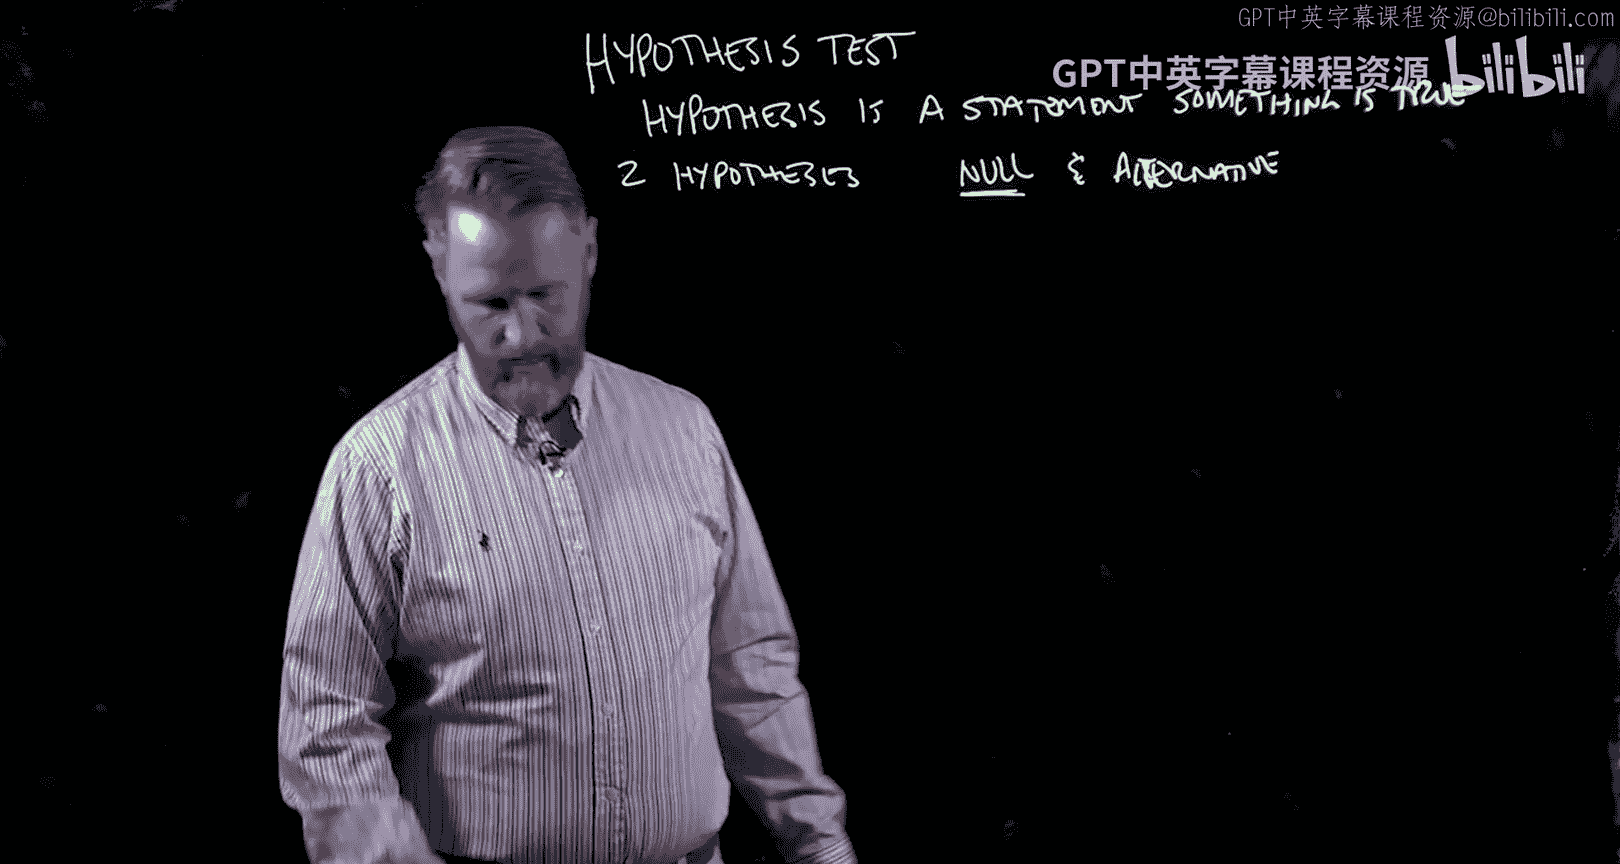 GPT中英字幕课程资源@bilibili.com
HYPOTHESIS TEST
GPT中英字幕课程资源 bilibili
HYPOTHESIS IS A STATEMENT SOMETHING IS TRUE
2 HYPOTHESES NULL & ALTERNATIVE